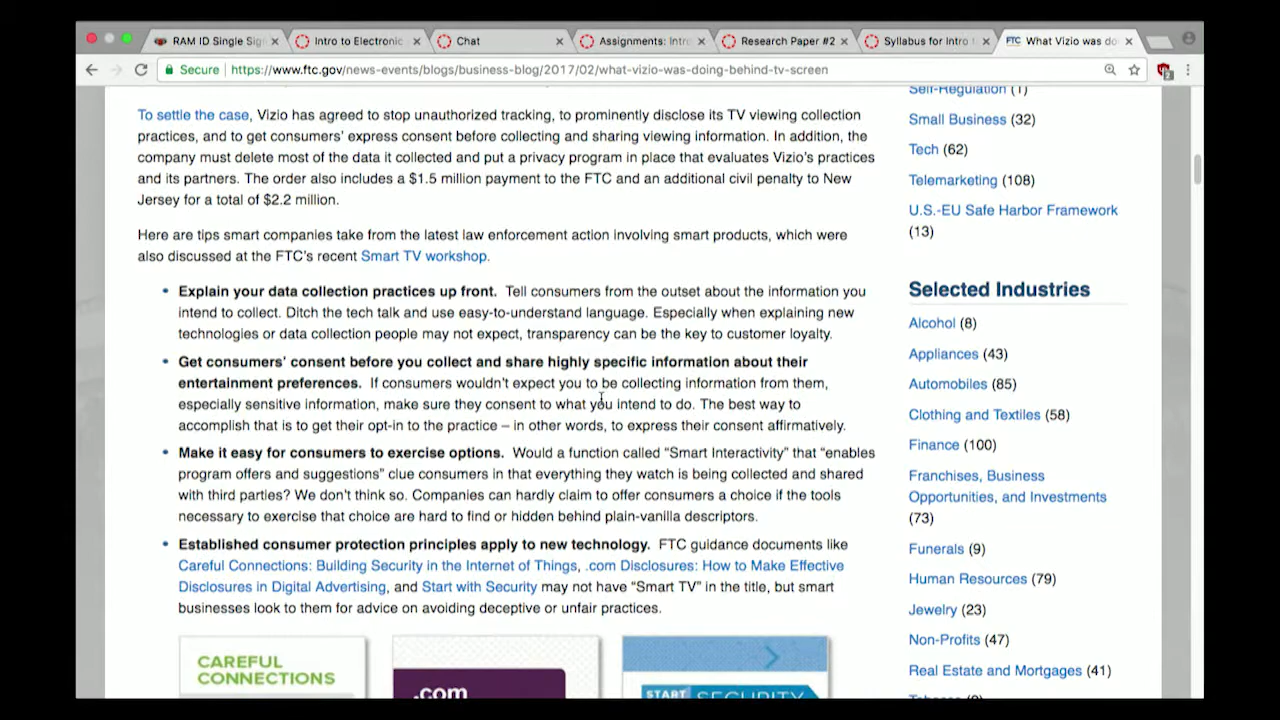 RAM ID Single Sig
Intro to Electronic
Chat
Assignments: Intro
Research Paper #2
Syllabus for Intro
FTC What Vizio was do
Secure https://www.ftc.gov/news-events/blogs/business-blog/2017/02/what-vizio-was-doing-behind-tv-screen
To settle the case, Vizio has agreed to stop unauthorized tracking, to prominently disclose its TV viewing collection
practices, and to get consumers' express consent before collecting and sharing viewing information. In addition, the
company must delete most of the data it collected and put a privacy program in place that evaluates Vizio's practices
and its partners. The order also includes a $1.5 million payment to the FTC and an additional civil penalty to New
Jersey for a total of $2.2 million.
Here are tips smart companies take from the latest law enforcement action involving smart products, which were
also discussed at the FTC's recent Smart TV workshop.
• Explain your data collection practices up front. Tell consumers from the outset about the information you
intend to collect. Ditch the tech talk and use easy-to-understand language. Especially when explaining new
technologies or data collection people may not expect, transparency can be the key to customer loyalty.
• Get consumers' consent before you collect and share highly specific information about their
entertainment preferences. If consumers wouldn't expect you to be collecting information from them,
especially sensitive information, make sure they consent to what you intend to do. The best way to
accomplish that is to get their opt-in to the practice – in other words, to express their consent affirmatively.
• Make it easy for consumers to exercise options. Would a function called “Smart Interactivity” that “enables
program offers and suggestions” clue consumers in that everything they watch is being collected and shared
with third parties? We don't think so. Companies can hardly claim to offer consumers a choice if the tools
necessary to exercise that choice are hard to find or hidden behind plain-vanilla descriptors.
• Established consumer protection principles apply to new technology. FTC guidance documents like
Careful Connections: Building Security in the Internet of Things, .com Disclosures: How to Make Effective
Disclosures in Digital Advertising, and Start with Security may not have “Smart TV” in the title, but smart
businesses look to them for advice on avoiding deceptive or unfair practices.
CAREFUL
CONNECTIONS
.com
START
SECURITY
Self-Regulation (1)
Small Business (32)
Tech (62)
Telemarketing (108)
U.S.-EU Safe Harbor Framework
(13)
Selected Industries
Alcohol (8)
Appliances (43)
Automobiles (85)
Clothing and Textiles (58)
Finance (100)
Franchises, Business
Opportunities, and Investments
(73)
Funerals (9)
Human Resources (79)
Jewelry (23)
Non-Profits (47)
Real Estate and Mortgages (41)